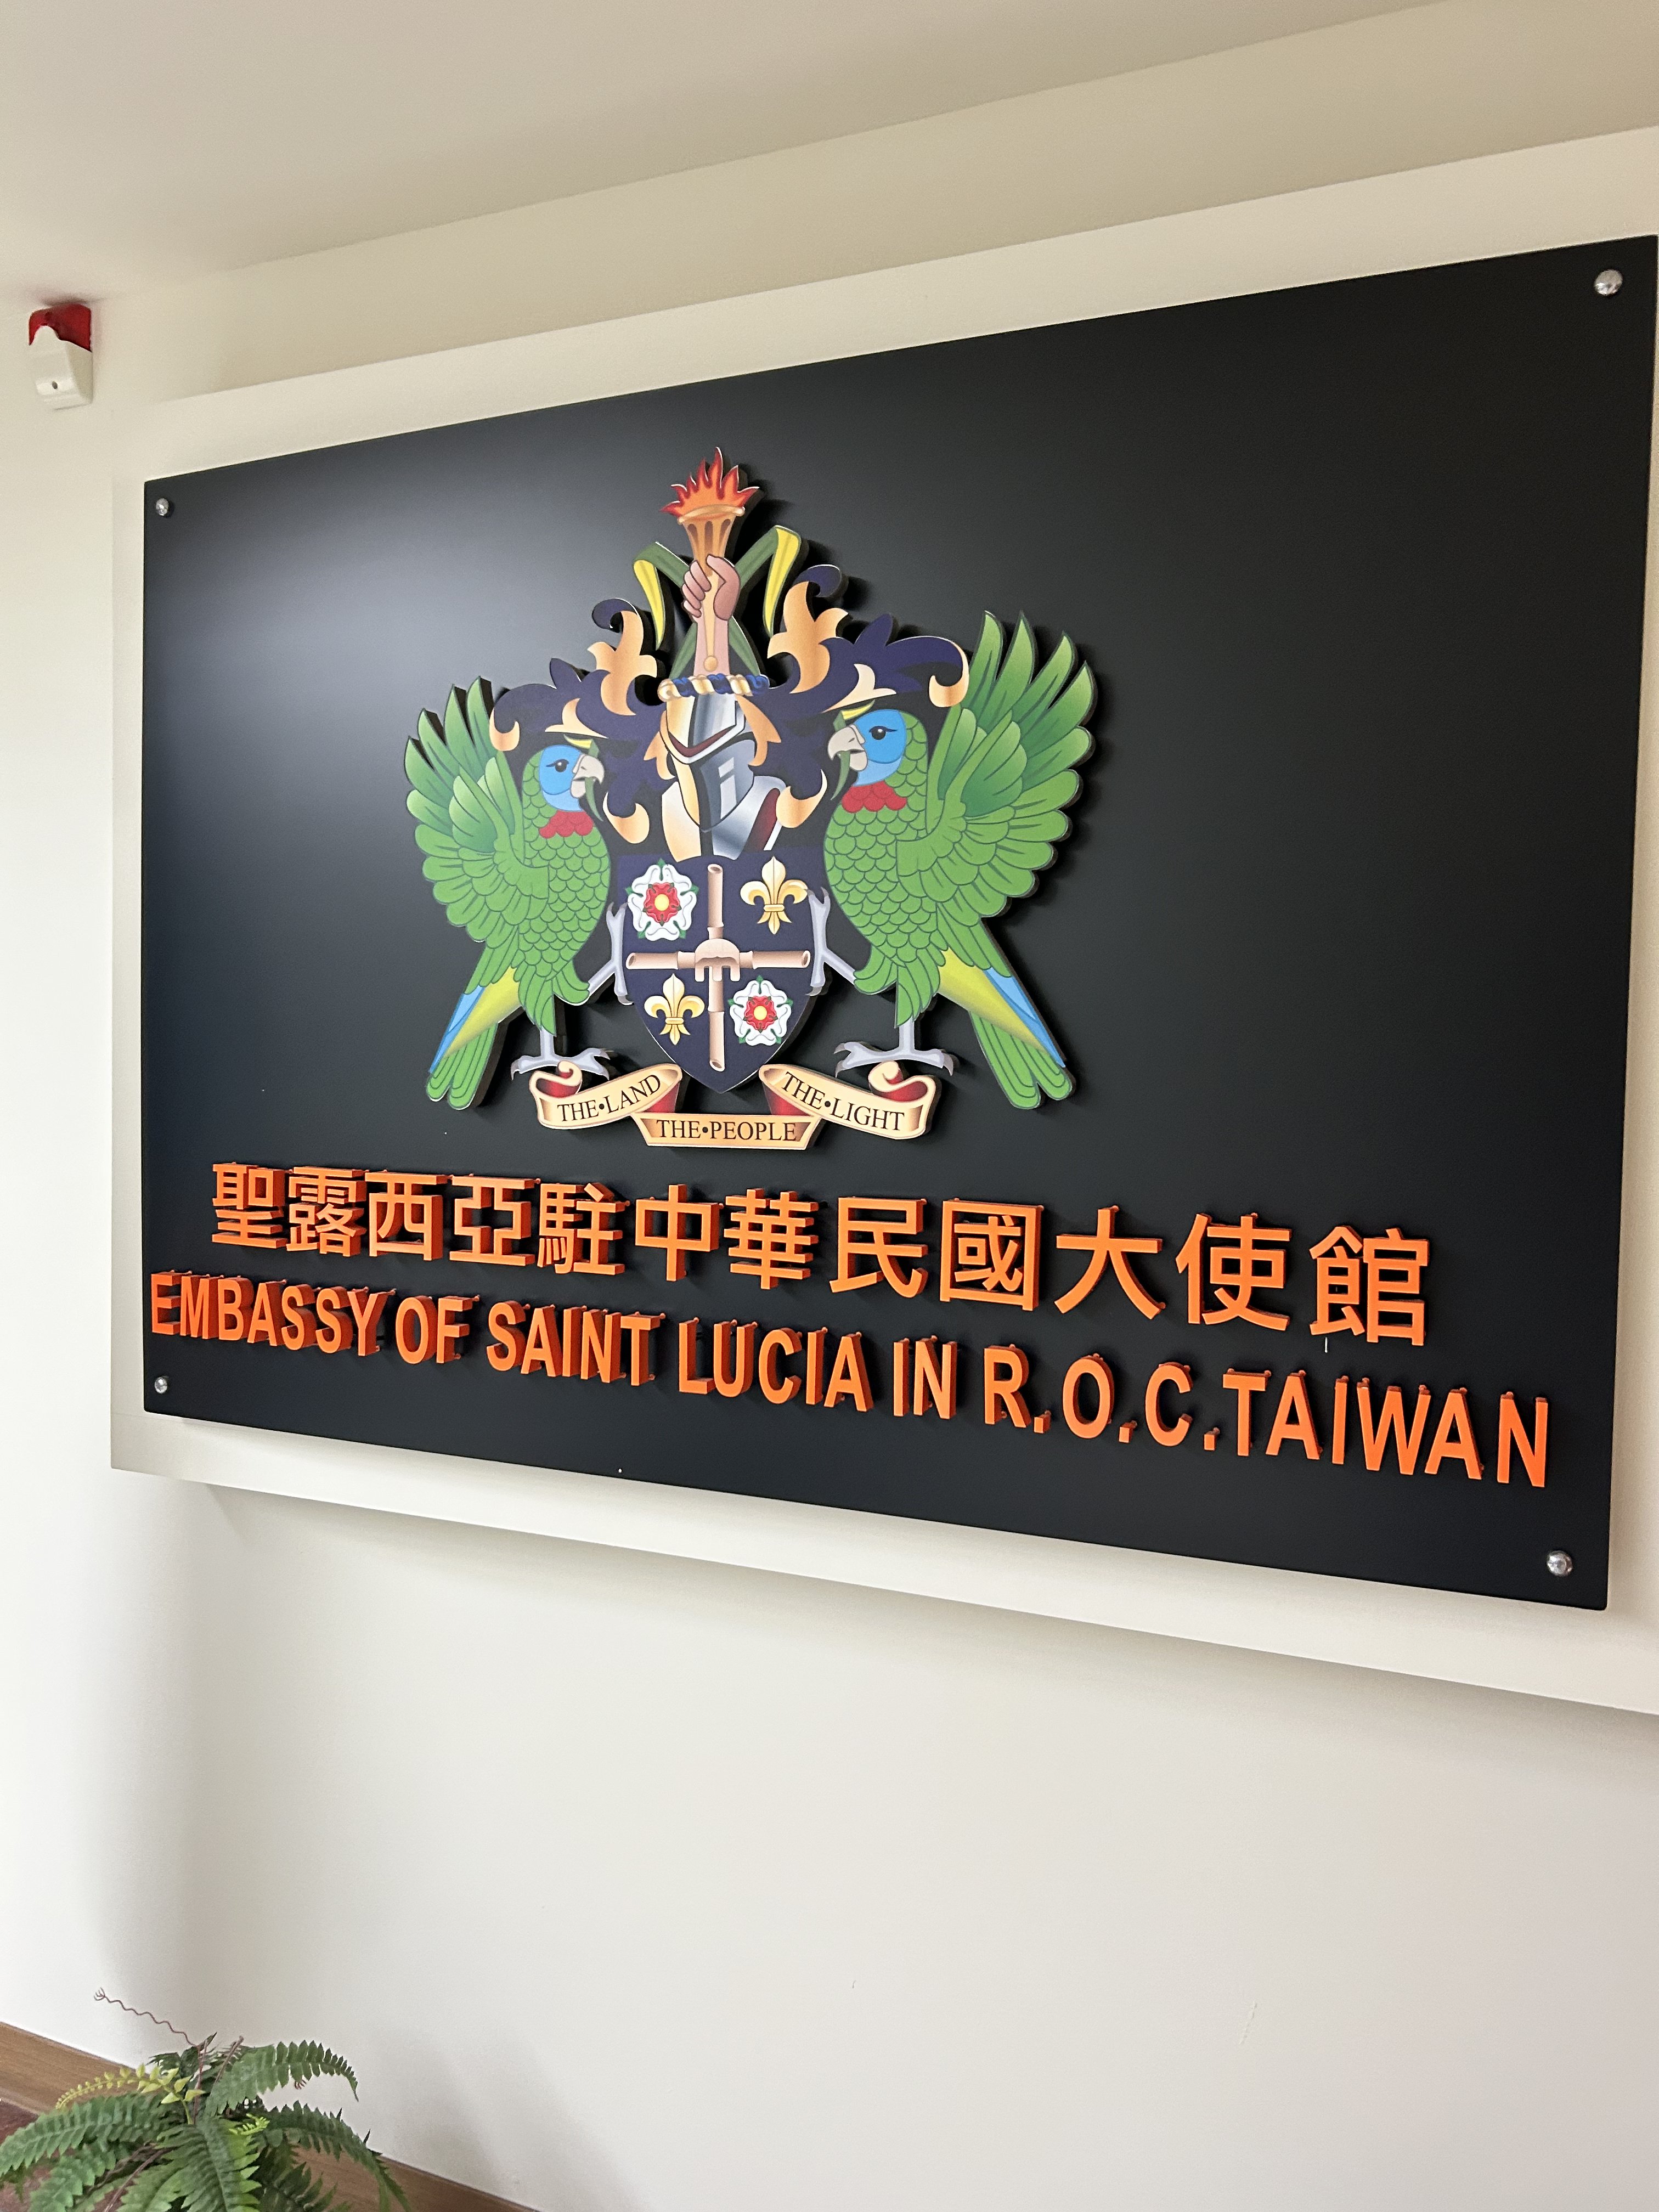 THE•LAND
THE•PEOPLE
THE•LIGHT
聖露西亞駐中華民國大使館
EMBASSY OF SAINT LUCIA IN R.O.C.TAIWAN